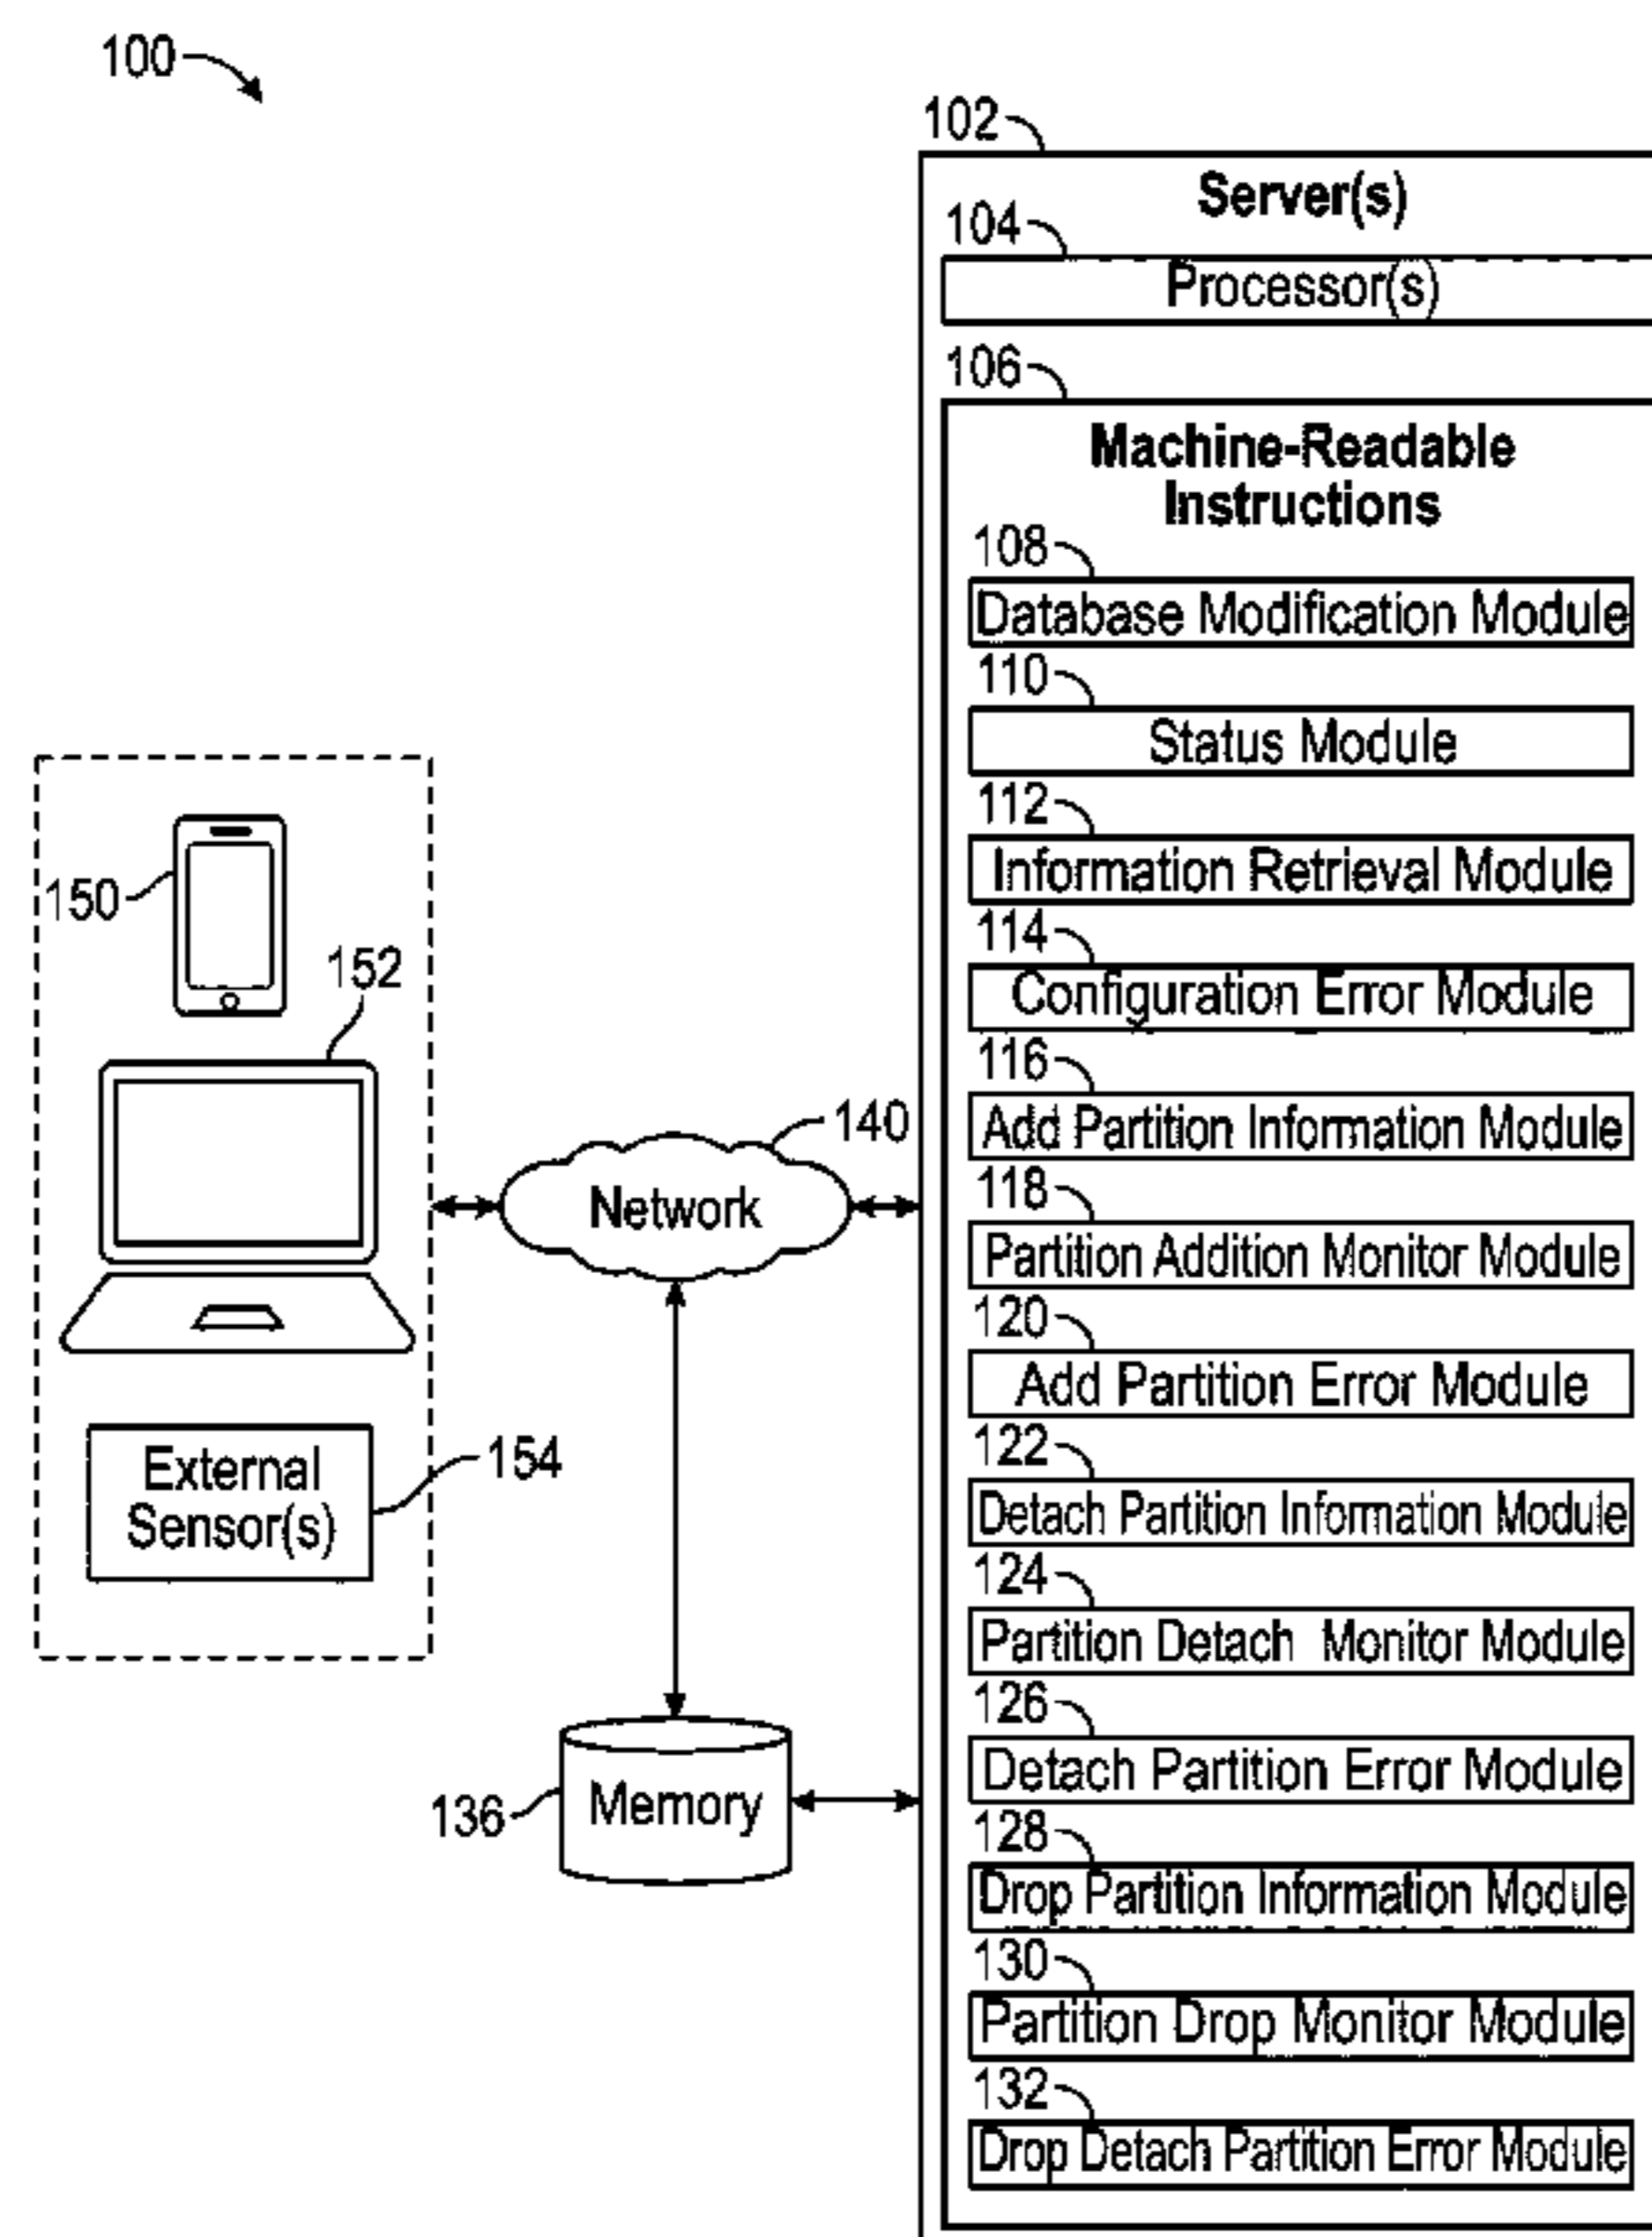 100
102
Server(s)
104
Processor(s)
106
Machine-Readable
Instructions
108
Database Modification Module
110
Status Module
112
Information Retrieval Module
114
Configuration Error Module
116
Add Partition Information Module
118
Partition Addition Monitor Module
120
Add Partition Error Module
122
Detach Partition Information Module
124
Partition Detach Monitor Module
126
Detach Partition Error Module
128
Drop Partition Information Module
130
Partition Drop Monitor Module
132
Drop Detach Partition Error Module
150
152
140
Network
External
Sensor(s)
154
136
Memory